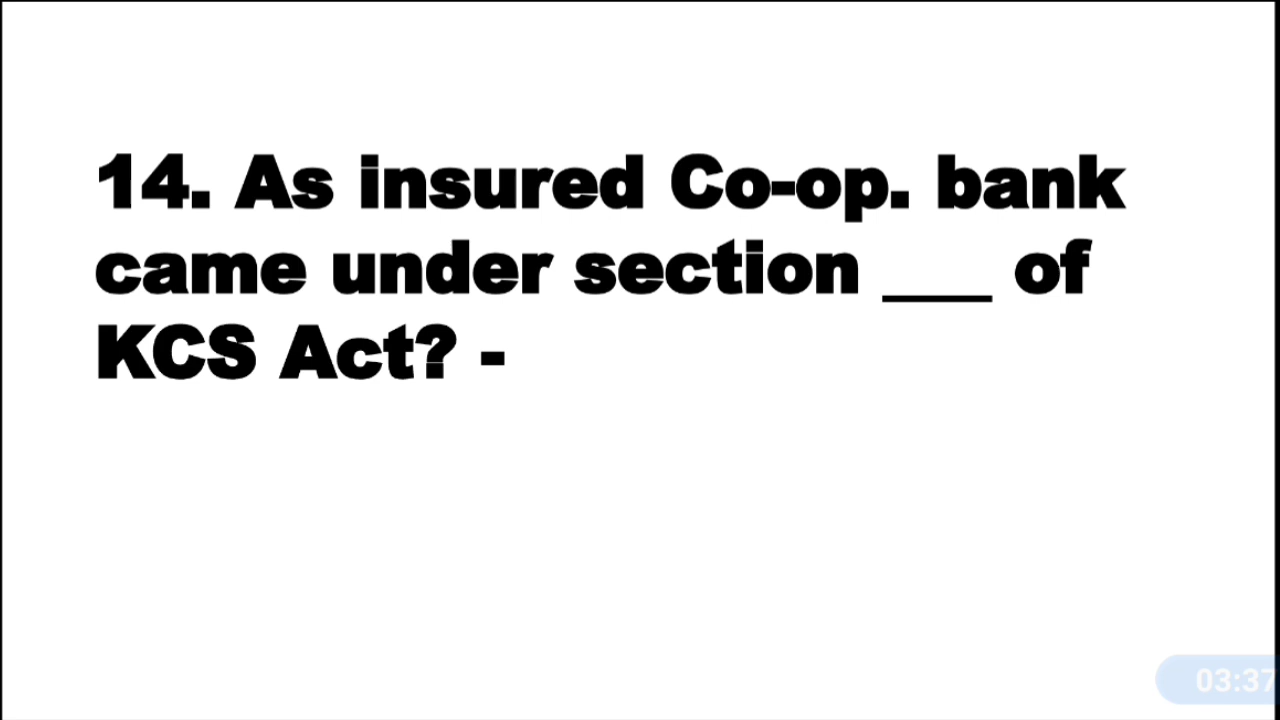 14. As insured Co-op. bank
came under section ___ of
KCS Act? -
03:37